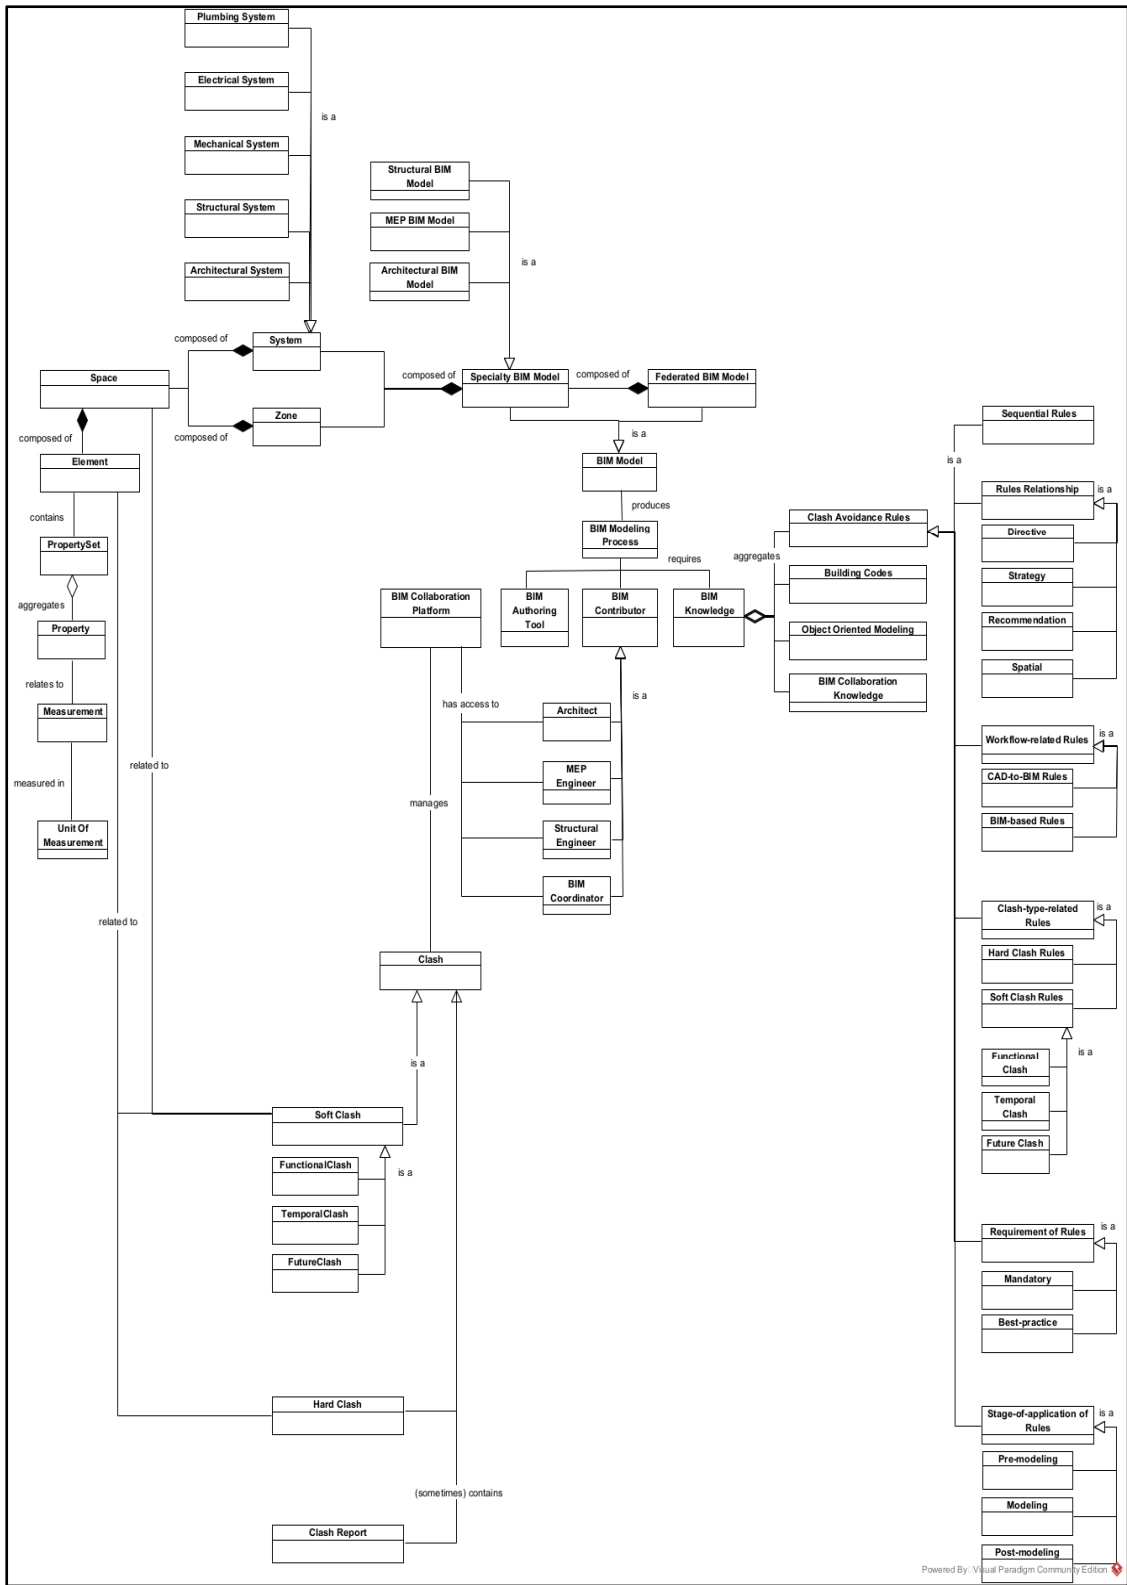 Plumbing System
Electrical System
is a
Mechanical System
Structural BIM
Model
Structural System
MEP BIM Model
Architectural System
Architectural BIM
Model
is a
composed of
System
Space
composed of
Specialty BIM Model
composed of
Federated BIM Model
Zone
composed of
composed of
Element
is a
BIM Model
contains
PropertySet
produces
BIM Modeling
Process
requires
aggregates
Property
BIM Collaboration
Platform
BIM
Authoring
Tool
BIM
Contributor
BIM
Knowledge
aggregates
Clash Avoidance Rules
Building Codes
Object Oriented Modeling
BIM Collaboration
Knowledge
relates to
Measurement
has access to
is a
Architect
related to
measured in
MEP
Engineer
manages
Unit Of
Measurement
Structural
Engineer
BIM
Coordinator
related to
Clash
is a
Soft Clash
FunctionalClash
is a
TemporalClash
FutureClash
Hard Clash
(sometimes) contains
Clash Report
Sequential Rules
is a
Rules Relationship
is a
Directive
Strategy
Recommendation
Spatial
Workflow-related Rules
is a
CAD-to-BIM Rules
BIM-based Rules
Clash-type-related
Rules
is a
Hard Clash Rules
Soft Clash Rules
Functional
Clash
is a
Temporal
Clash
Future Clash
Requirement of Rules
is a
Mandatory
Best-practice
Stage-of-application of
Rules
is a
Pre-modeling
Modeling
Post-modeling
Powered By Visual Paradigm Community Edition